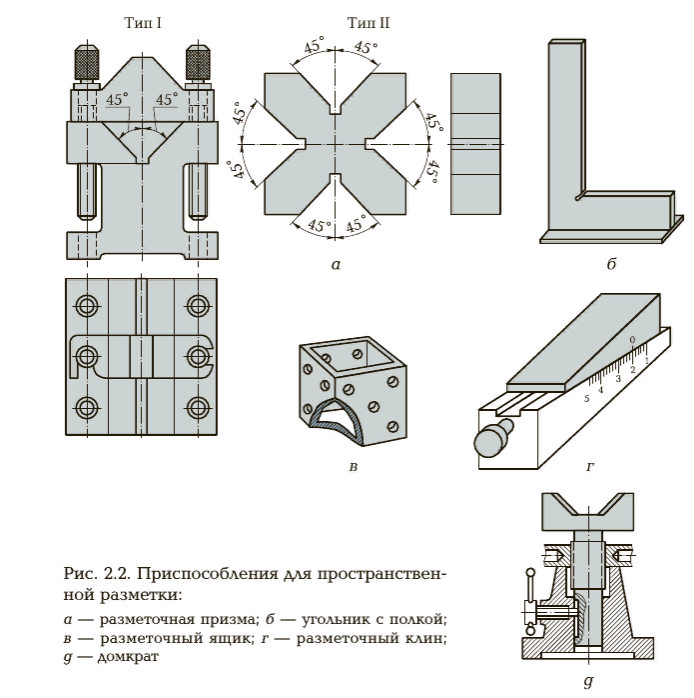 Тип I Тип II
45° 45°
45° 45°
45° 45°
45° 45°
45° 45°
а б
0
1
2
3
4
5
в г
Рис. 2.2. Приспособления для пространствен-
ной разметки:
а — разметочная призма; б — угольник с полкой;
в — разметочный ящик; г — разметочный клин;
д — домкрат
д